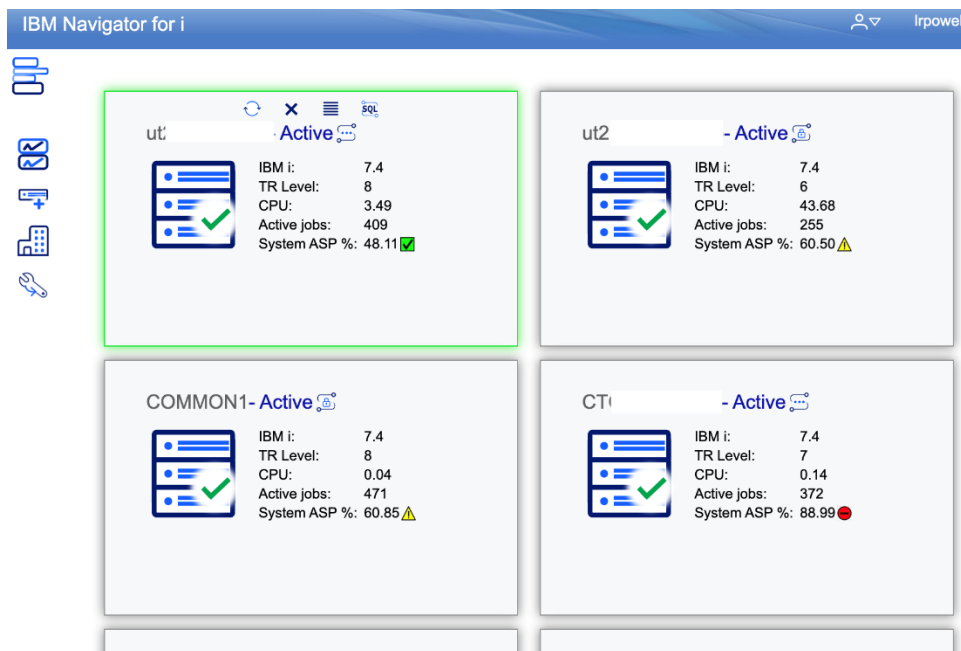 IBM Navigator for i
lrpowel
SQL
ut2 - Active
IBM i: 7.4
TR Level: 8
CPU: 3.49
Active jobs: 409
System ASP %: 48.11
ut2 - Active
IBM i: 7.4
TR Level: 6
CPU: 43.68
Active jobs: 255
System ASP %: 60.50
COMMON1- Active
IBM i: 7.4
TR Level: 8
CPU: 0.04
Active jobs: 471
System ASP %: 60.85
CT - Active
IBM i: 7.4
TR Level: 7
CPU: 0.14
Active jobs: 372
System ASP %: 88.99